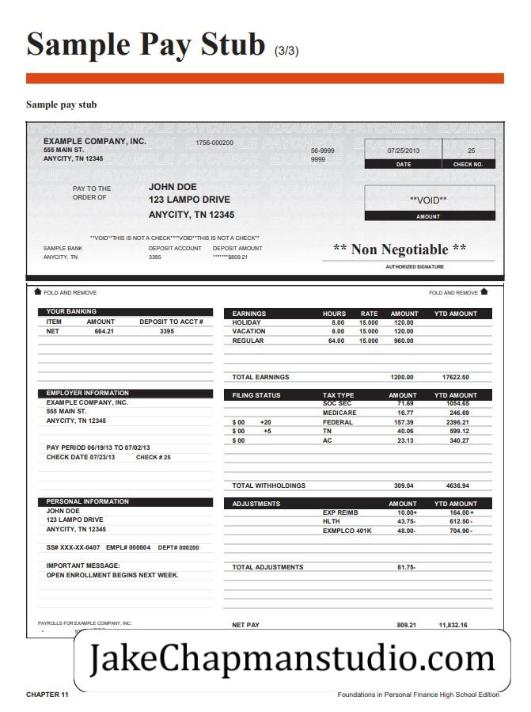 Sample Pay Stub (3/3)
Sample pay stub
EXAMPLE COMPANY, INC. 1756-000200
555 MAIN ST. 56-9999 07/25/2013 25
ANYCITY, TN 12345 9999 DATE CHECK NO.
PAY TO THE JOHN DOE
ORDER OF 123 LAMPO DRIVE **VOID**
ANYCITY, TN 12345 AMOUNT
**VOID**THIS IS NOT A CHECK****VOID**THIS IS NOT A CHECK**
SAMPLE BANK DEPOSIT ACCOUNT DEPOSIT AMOUNT ** Non Negotiable **
ANYCITY, TN 3395 $809.21
AUTHORIZED SIGNATURE
FOLD AND REMOVE FOLD AND REMOVE
YOUR BANKING
ITEM AMOUNT DEPOSIT TO ACCT #
NET 664.21 3395
EARNINGS HOURS RATE AMOUNT YTD AMOUNT
HOLIDAY 8.00 15.000 120.00
VACATION 8.00 15.000 120.00
REGULAR 64.00 15.000 960.00
TOTAL EARNINGS 1200.00 17622.50
EMPLOYER INFORMATION
EXAMPLE COMPANY, INC.
555 MAIN ST.
ANYCITY, TN 12345
PAY PERIOD 06/19/13 TO 07/02/13
CHECK DATE 07/23/13 CHECK # 25
FILING STATUS TAX TYPE AMOUNT YTD AMOUNT
SOC SEC 71.69 1054.65
MEDICARE 16.77 246.69
$ 00 +20 FEDERAL 157.39 2396.21
$ 00 +5 TN 40.06 599.12
$ 00 AC 23.13 340.27
TOTAL WITHHOLDINGS 309.04 4636.94
PERSONAL INFORMATION
JOHN DOE
123 LAMPO DRIVE
ANYCITY, TN 12345
SS# XXX-XX-0407 EMPL# 000004 DEPT# 000200
IMPORTANT MESSAGE:
OPEN ENROLLMENT BEGINS NEXT WEEK.
ADJUSTMENTS AMOUNT YTD AMOUNT
EXP REIMB 10.00+ 164.00+
HLTH 43.75- 612.50-
EXMPLCO 401K 48.00- 704.90-
TOTAL ADJUSTMENTS 81.75-
PAYROLLS FOR EXAMPLE COMPANY, INC.
NET PAY 809.21 11,832.16
JakeChapmanstudio.com
CHAPTER 11 Foundations in Personal Finance High School Edition